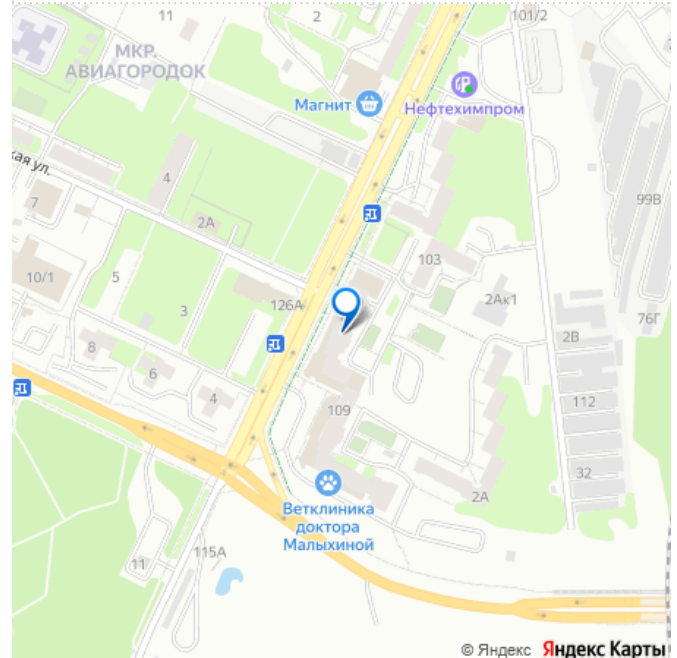 11
2
101/2
МКР.
АВИАГОРОДОК
Магнит
Нефтехимпром
кая ул.
4
7
2А
99В
103
10/1
5
3
126А
2Ак1
76Г
2В
8
6
4
109
112
32
2А
Ветклиника
доктора
Малыхиной
115А
11
© Яндекс Яндекс Карты